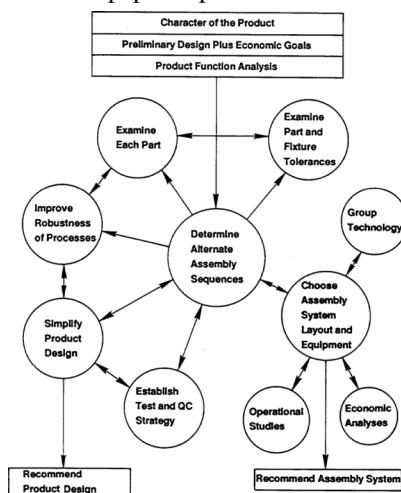 Character of the Product
Preliminary Design Plus Economic Goals
Product Function Analysis
Examine
Each Part
Examine
Part and
Fixture
Tolerances
Improve
Robustness
of Processes
Determine
Alternate
Assembly
Sequences
Group
Technology
Choose
Assembly
System
Layout and
Equipment
Simplify
Product
Design
Establish
Test and QC
Strategy
Operational
Studies
Economic
Analyses
Recommend
Product Design
Recommend Assembly System